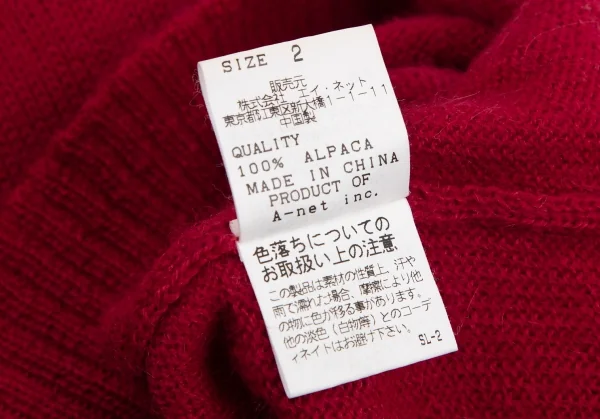 SIZE 2
販売元
株式会社 エイ・ネット
東京都江東区新大橋1-1-11
中国製
QUALITY
100% ALPACA
MADE IN CHINA
PRODUCT OF
A-net inc.
色落ちについての
お取扱い上の注意
この製品は素材の性質上、汗や
雨で濡れた場合、摩擦により他
の物に色が移る事があります。
他の淡色（白物等）とのコーデ
ィネイトはお避け下さい。
SL-2